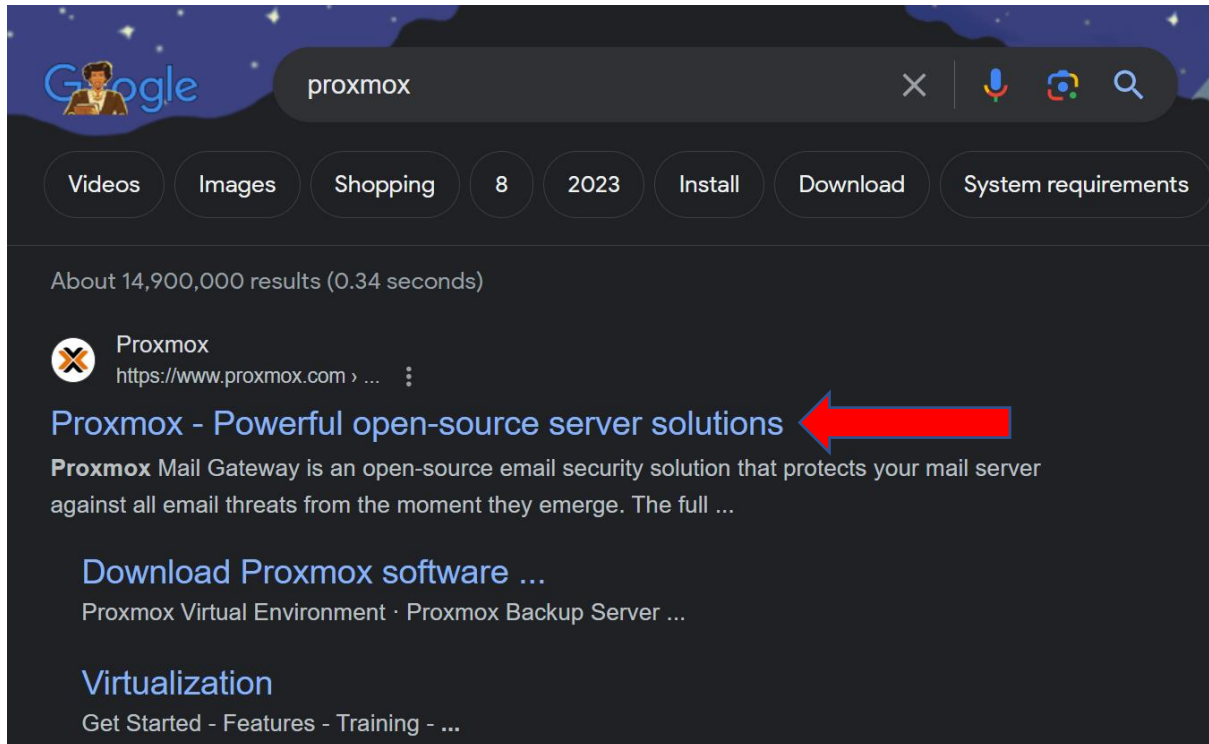 Google
proxmox
Videos Images Shopping 8 2023 Install Download System requirements
About 14,900,000 results (0.34 seconds)
Proxmox
https://www.proxmox.com › ...
Proxmox - Powerful open-source server solutions
Proxmox Mail Gateway is an open-source email security solution that protects your mail server
against all email threats from the moment they emerge. The full ...
Download Proxmox software ...
Proxmox Virtual Environment · Proxmox Backup Server ...
Virtualization
Get Started - Features - Training - ...